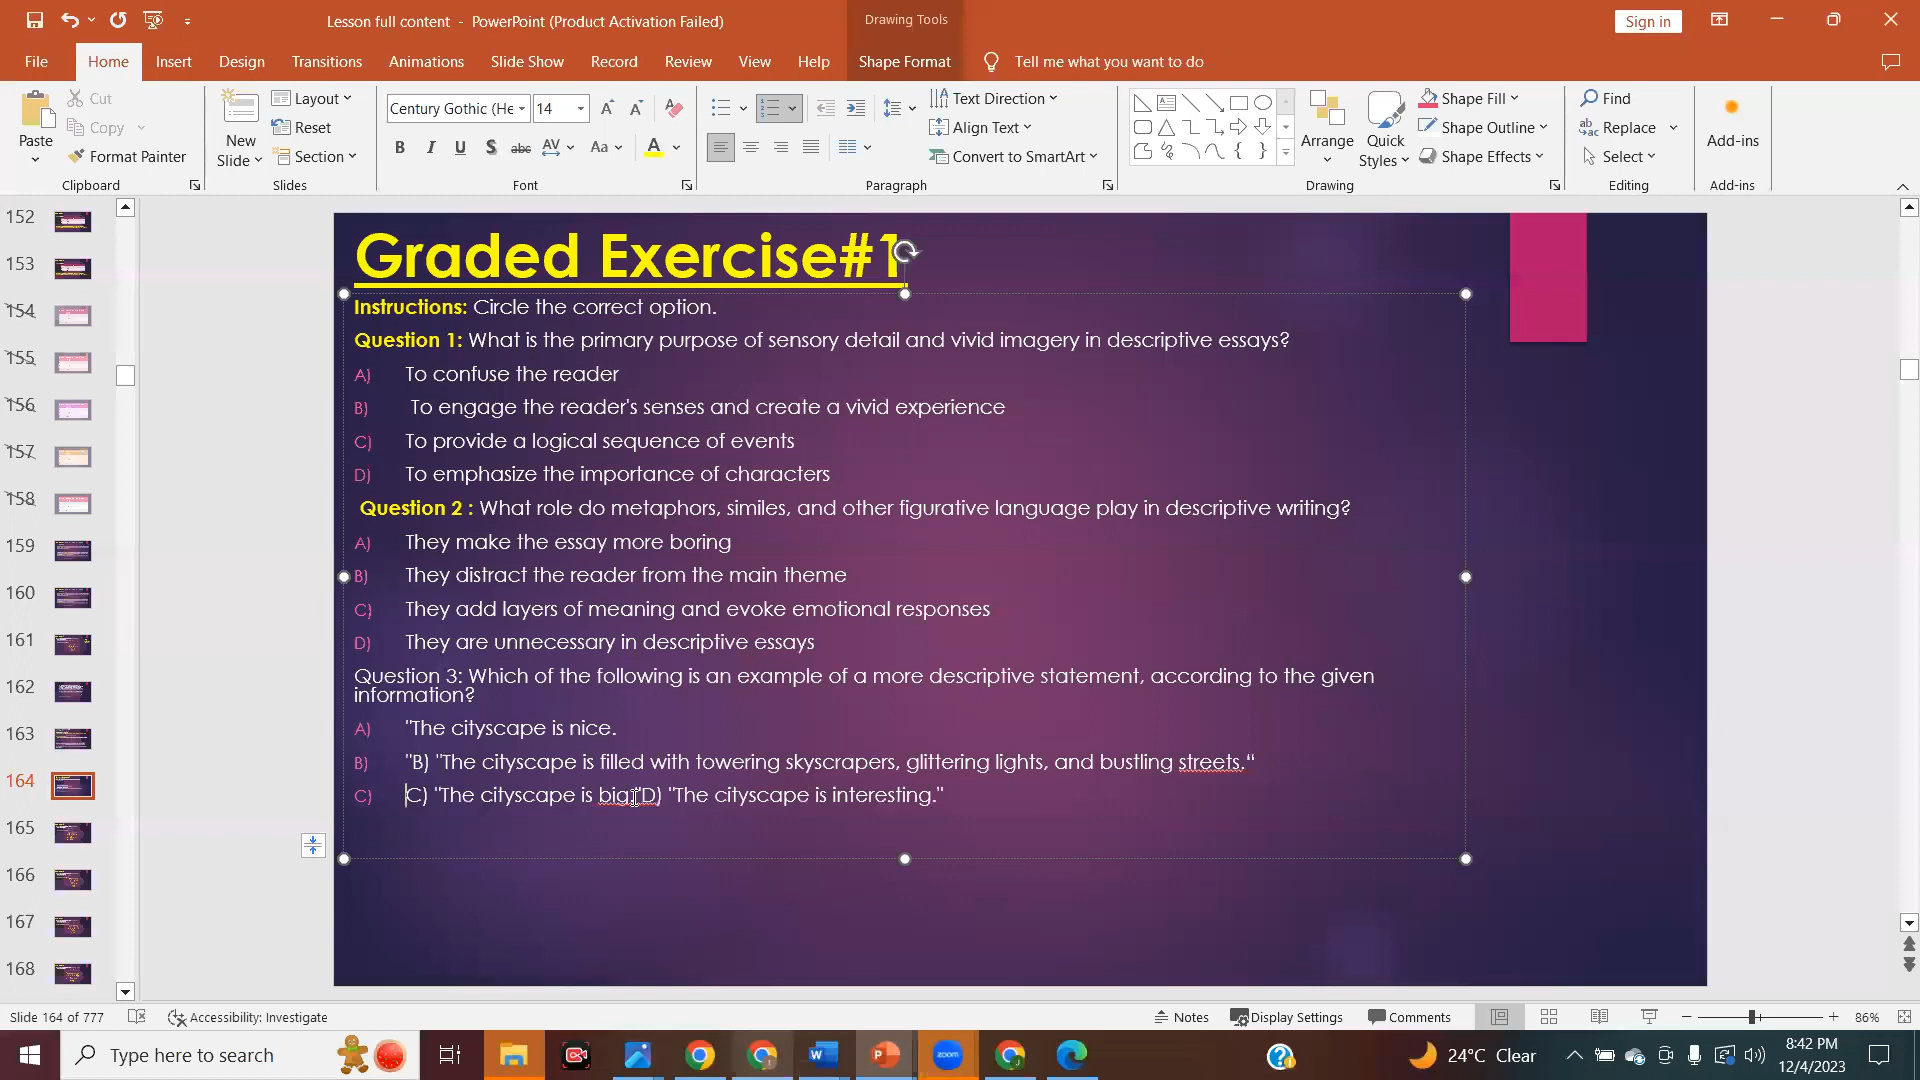 Lesson full content - PowerPoint (Product Activation Failed)
Drawing Tools
Sign in
File
Home
Insert
Design
Transitions
Animations
Slide Show
Record
Review
View
Help
Shape Format
Tell me what you want to do
Paste
Cut
Copy
Format Painter
Clipboard
New Slide
Layout
Reset
Section
Slides
Century Gothic (He
14
B I U S abc AV Aa A
Font
Text Direction
Align Text
Convert to SmartArt
Paragraph
Arrange
Quick Styles
Shape Fill
Shape Outline
Shape Effects
Drawing
Find
Replace
Select
Editing
Add-ins
Add-ins
152
153
154
155
156
157
158
159
160
161
162
163
164
165
166
167
168
Graded Exercise#1
Instructions: Circle the correct option.
Question 1: What is the primary purpose of sensory detail and vivid imagery in descriptive essays?
A) To confuse the reader
B) To engage the reader's senses and create a vivid experience
C) To provide a logical sequence of events
D) To emphasize the importance of characters
Question 2 : What role do metaphors, similes, and other figurative language play in descriptive writing?
A) They make the essay more boring
B) They distract the reader from the main theme
C) They add layers of meaning and evoke emotional responses
D) They are unnecessary in descriptive essays
Question 3: Which of the following is an example of a more descriptive statement, according to the given
information?
A) "The cityscape is nice.
B) "B) "The cityscape is filled with towering skyscrapers, glittering lights, and bustling streets.“
C) C) "The cityscape is big."D) "The cityscape is interesting."
Slide 164 of 777
Accessibility: Investigate
Notes
Display Settings
Comments
86%
Type here to search
zoom
24°C Clear
8:42 PM
12/4/2023